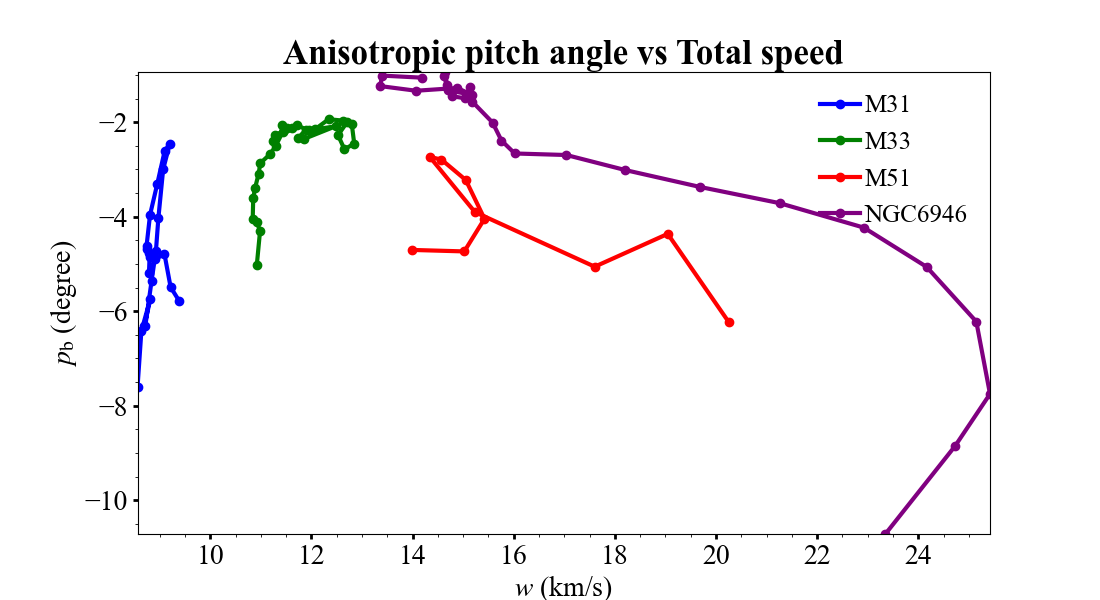 Anisotropic pitch angle vs Total speed
M31
M33
M51
NGC6946
−2
−4
−6
−8
−10
p_b (degree)
10 12 14 16 18 20 22 24
w (km/s)